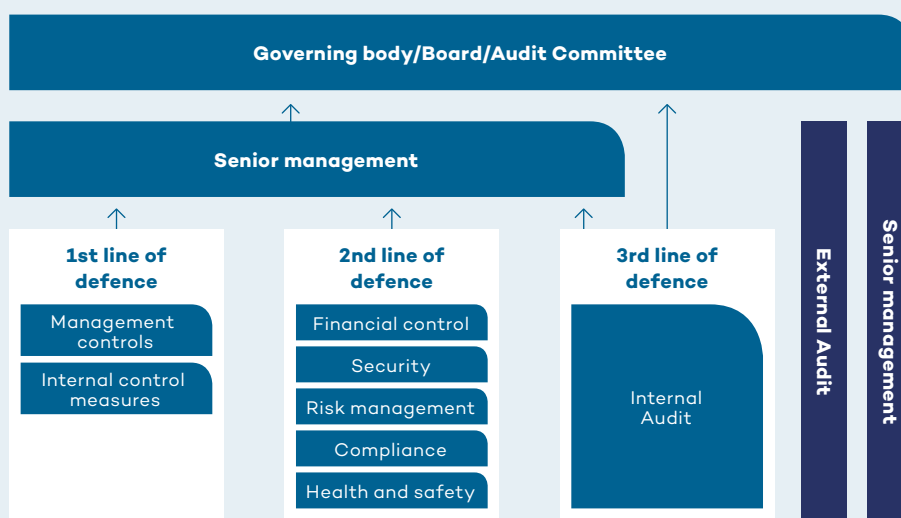 Governing body/Board/Audit Committee
Senior management
1st line of
defence
Management
controls
Internal control
measures
2nd line of
defence
Financial control
Security
Risk management
Compliance
Health and safety
3rd line of
defence
Internal
Audit
External Audit
Senior management